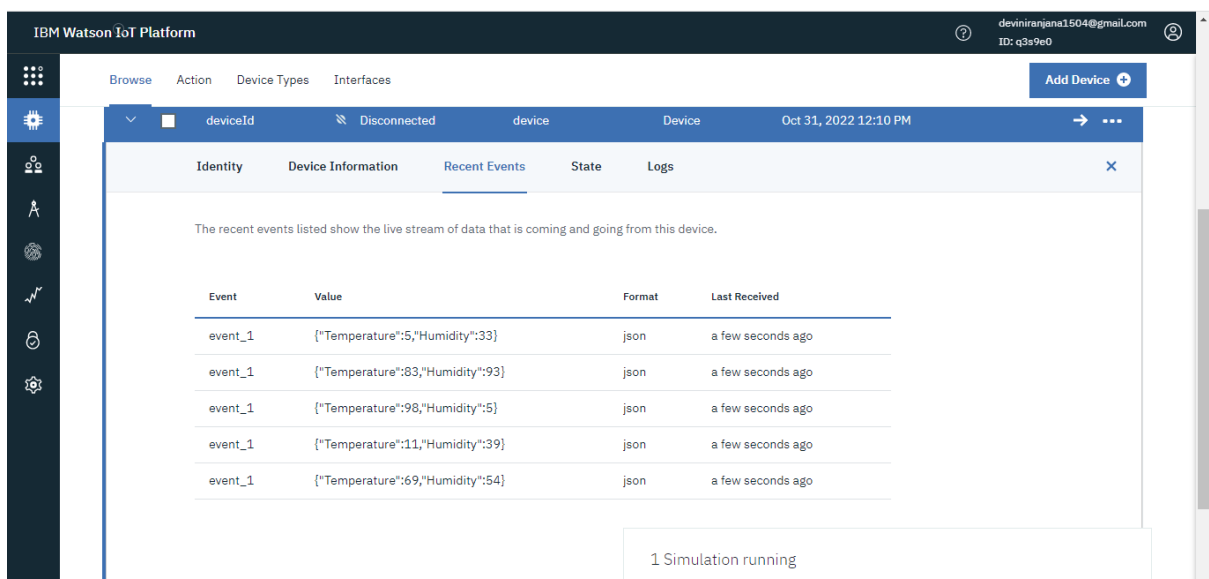 IBM Watson IoT Platform
deviniranjana1504@gmail.com
ID: q3s9e0
Browse Action Device Types Interfaces
Add Device
deviceId Disconnected device Device Oct 31, 2022 12:10 PM
Identity Device Information Recent Events State Logs
The recent events listed show the live stream of data that is coming and going from this device.
Event Value Format Last Received
event_1 {"Temperature":5,"Humidity":33} json a few seconds ago
event_1 {"Temperature":83,"Humidity":93} json a few seconds ago
event_1 {"Temperature":98,"Humidity":5} json a few seconds ago
event_1 {"Temperature":11,"Humidity":39} json a few seconds ago
event_1 {"Temperature":69,"Humidity":54} json a few seconds ago
1 Simulation running